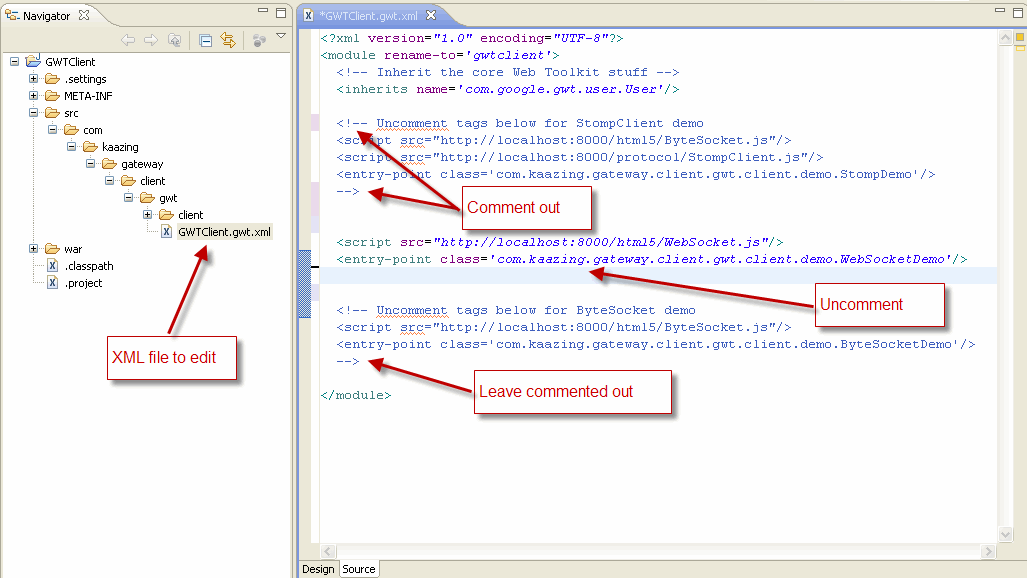 Navigator
GWTClient
.settings
META-INF
src
com
kaazing
gateway
client
gwt
client
GWTClient.gwt.xml
war
.classpath
.project
XML file to edit
*GWTClient.gwt.xml
<?xml version="1.0" encoding="UTF-8"?>
<module rename-to='gwtclient'>
<!-- Inherit the core Web Toolkit stuff -->
<inherits name='com.google.gwt.user.User'/>
<!-- Uncomment tags below for StompClient demo
<script src="http://localhost:8000/html5/ByteSocket.js"/>
<script src="http://localhost:8000/protocol/StompClient.js"/>
<entry-point class='com.kaazing.gateway.client.gwt.client.demo.StompDemo'/>
-->
Comment out
<script src="http://localhost:8000/html5/WebSocket.js"/>
<entry-point class='com.kaazing.gateway.client.gwt.client.demo.WebSocketDemo'/>
Uncomment
<!-- Uncomment tags below for ByteSocket demo
<script src="http://localhost:8000/html5/ByteSocket.js"/>
<entry-point class='com.kaazing.gateway.client.gwt.client.demo.ByteSocketDemo'/>
-->
Leave commented out
</module>
Design Source